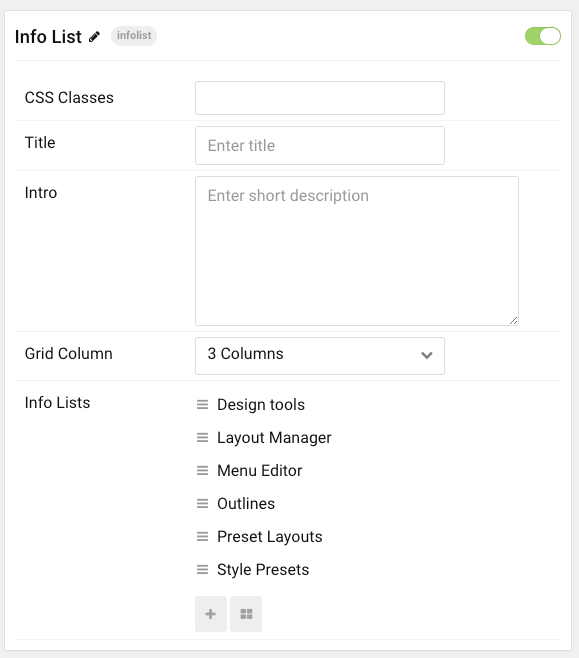 Info List infolist
CSS Classes
Title Enter title
Intro Enter short description
Grid Column 3 Columns
Info Lists Design tools
Layout Manager
Menu Editor
Outlines
Preset Layouts
Style Presets